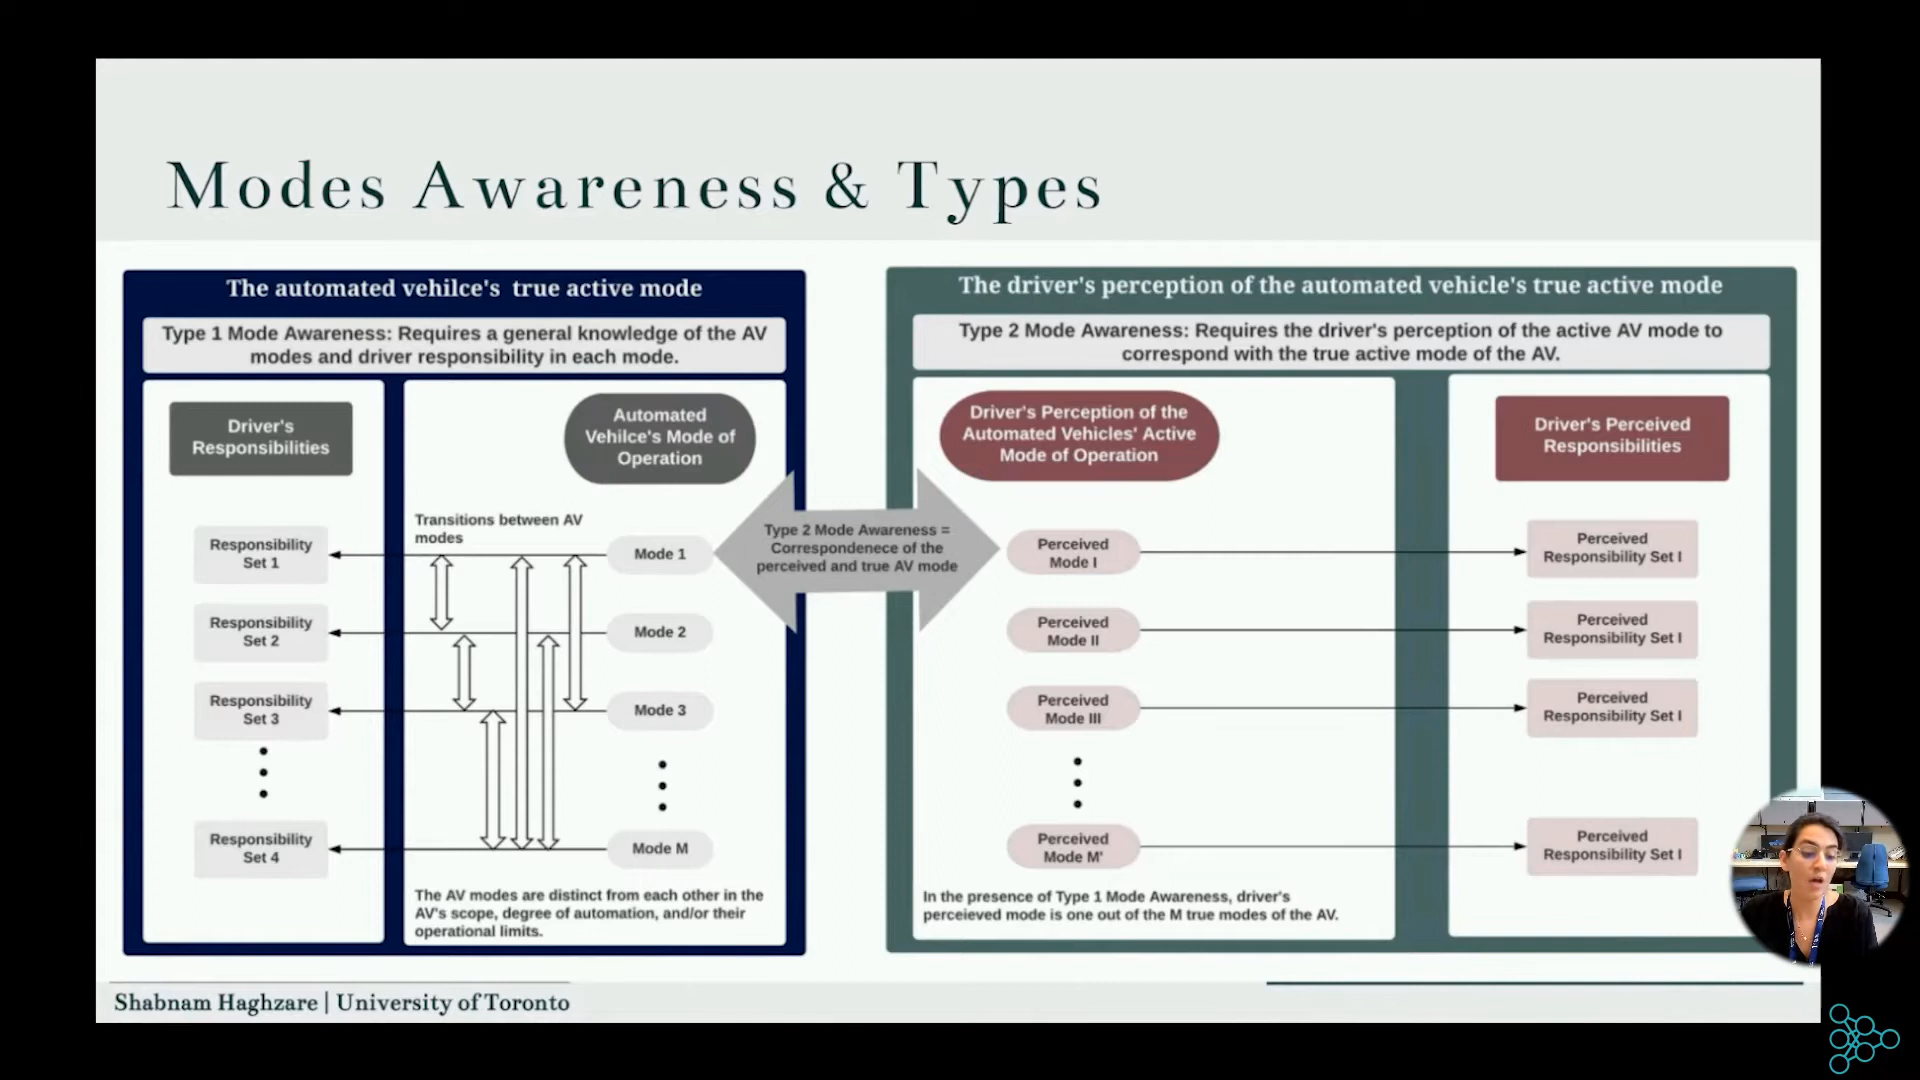 Modes Awareness & Types
The automated vehilce's true active mode
Type 1 Mode Awareness: Requires a general knowledge of the AV
modes and driver responsibility in each mode.
Driver's
Responsibilities
Automated
Vehilce's Mode of
Operation
Transitions between AV
modes
Responsibility
Set 1
Mode 1
Responsibility
Set 2
Mode 2
Responsibility
Set 3
Mode 3
Responsibility
Set 4
Mode M
The AV modes are distinct from each other in the
AV's scope, degree of automation, and/or their
operational limits.
Type 2 Mode Awareness =
Correspondenece of the
perceived and true AV mode
The driver's perception of the automated vehicle's true active mode
Type 2 Mode Awareness: Requires the driver's perception of the active AV mode to
correspond with the true active mode of the AV.
Driver's Perception of the
Automated Vehicles' Active
Mode of Operation
Driver's Perceived
Responsibilities
Perceived
Mode I
Perceived
Responsibility Set I
Perceived
Mode II
Perceived
Responsibility Set I
Perceived
Mode III
Perceived
Responsibility Set I
Perceived
Mode M'
Perceived
Responsibility Set I
In the presence of Type 1 Mode Awareness, driver's
perceieved mode is one out of the M true modes of the AV.
Shabnam Haghzare | University of Toronto